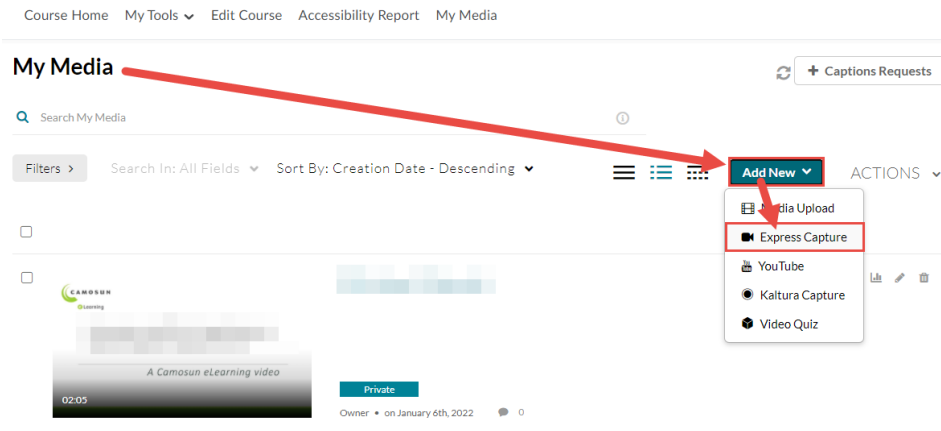 Course Home My Tools Edit Course Accessibility Report My Media
My Media
+ Captions Requests
Search My Media
Filters > Search In: All Fields Sort By: Creation Date - Descending Add New ACTIONS
Media Upload
Express Capture
YouTube
Kaltura Capture
Video Quiz
CAMOSUN
eLearning
A Camosun eLearning video
02:05
Private
Owner • on January 6th, 2022 0